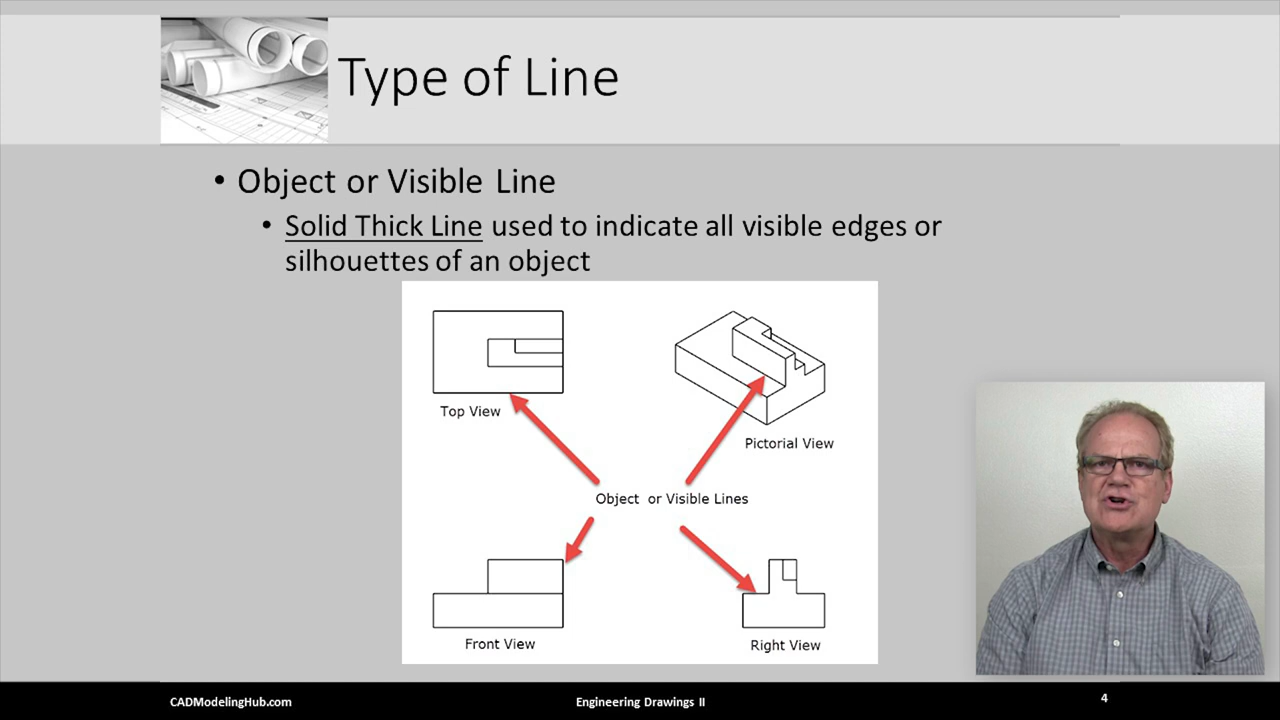 Type of Line
• Object or Visible Line
• Solid Thick Line used to indicate all visible edges or
silhouettes of an object
Top View
Pictorial View
Object or Visible Lines
Front View
Right View
CADModelingHub.com
Engineering Drawings II
4